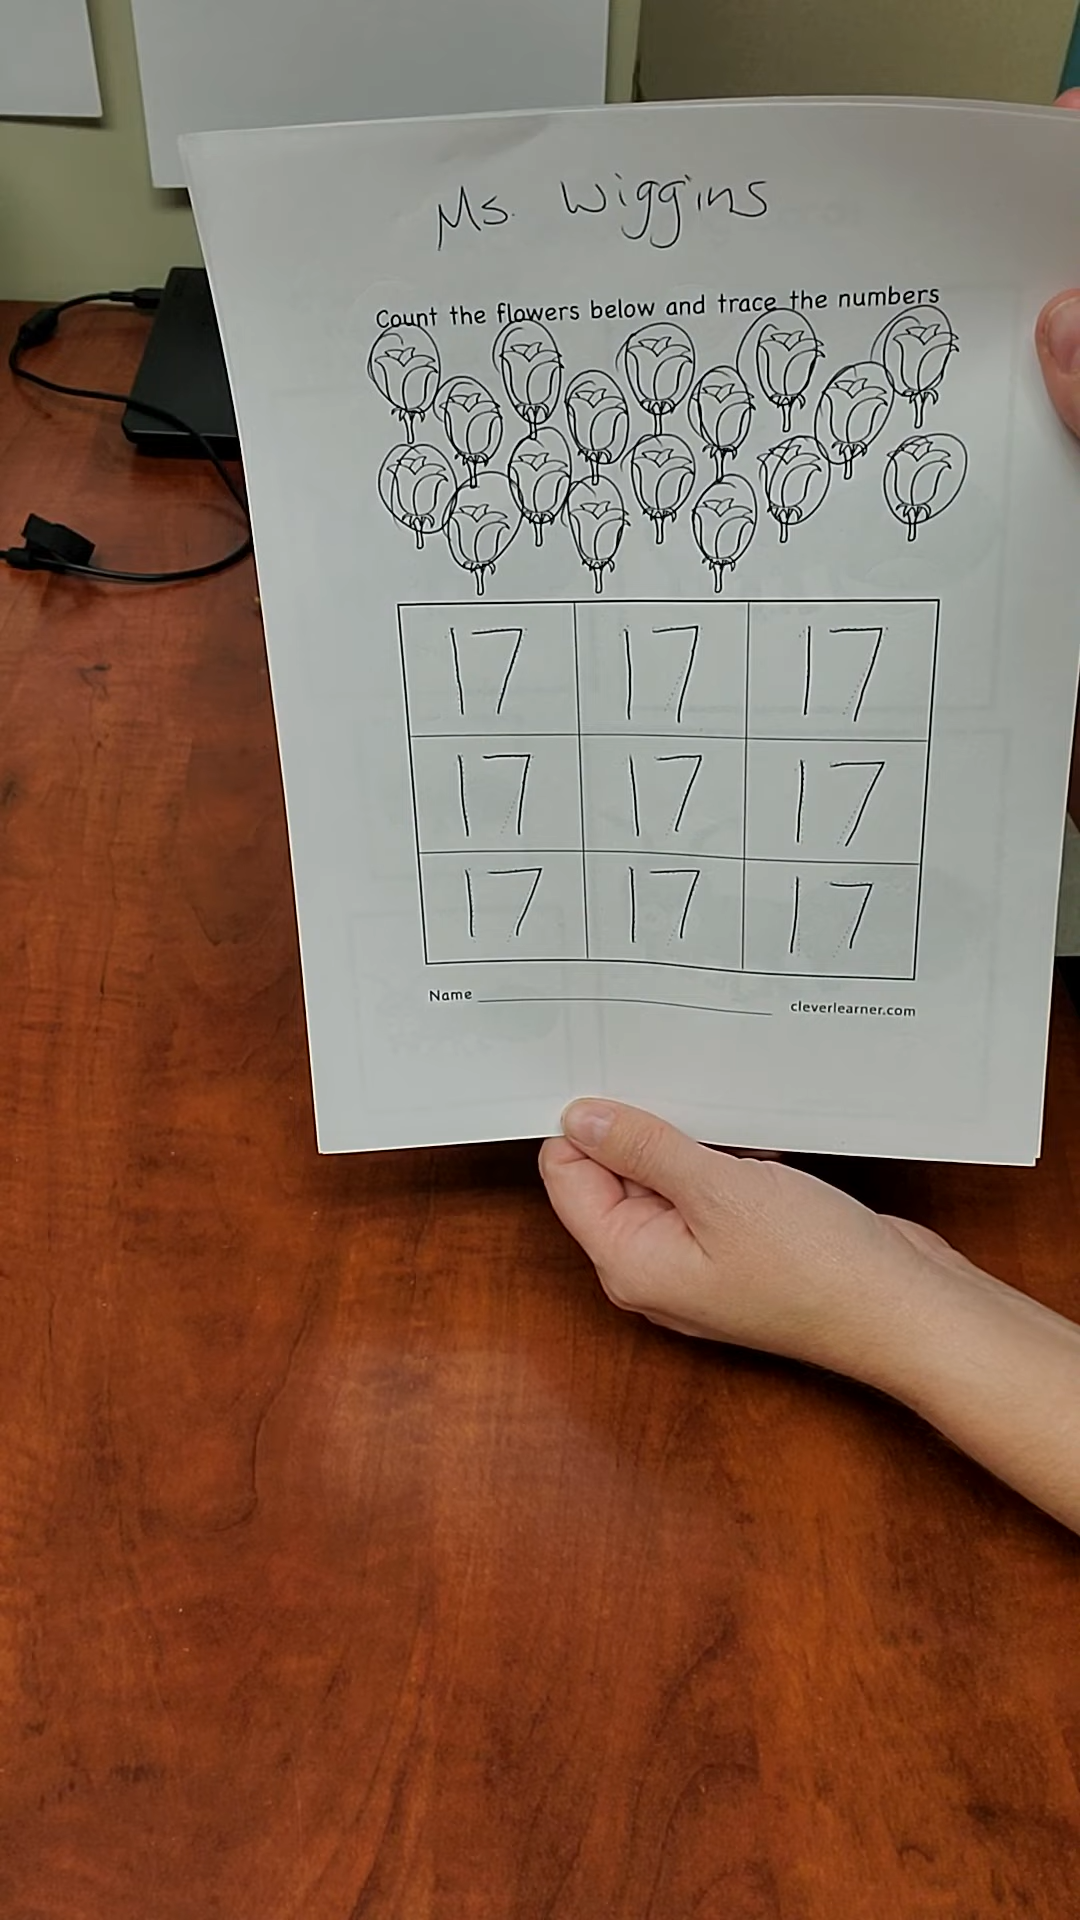 Ms. Wiggins
Count the flowers below and trace the numbers
17 17 17
17 17 17
17 17 17
Name
cleverlearner.com